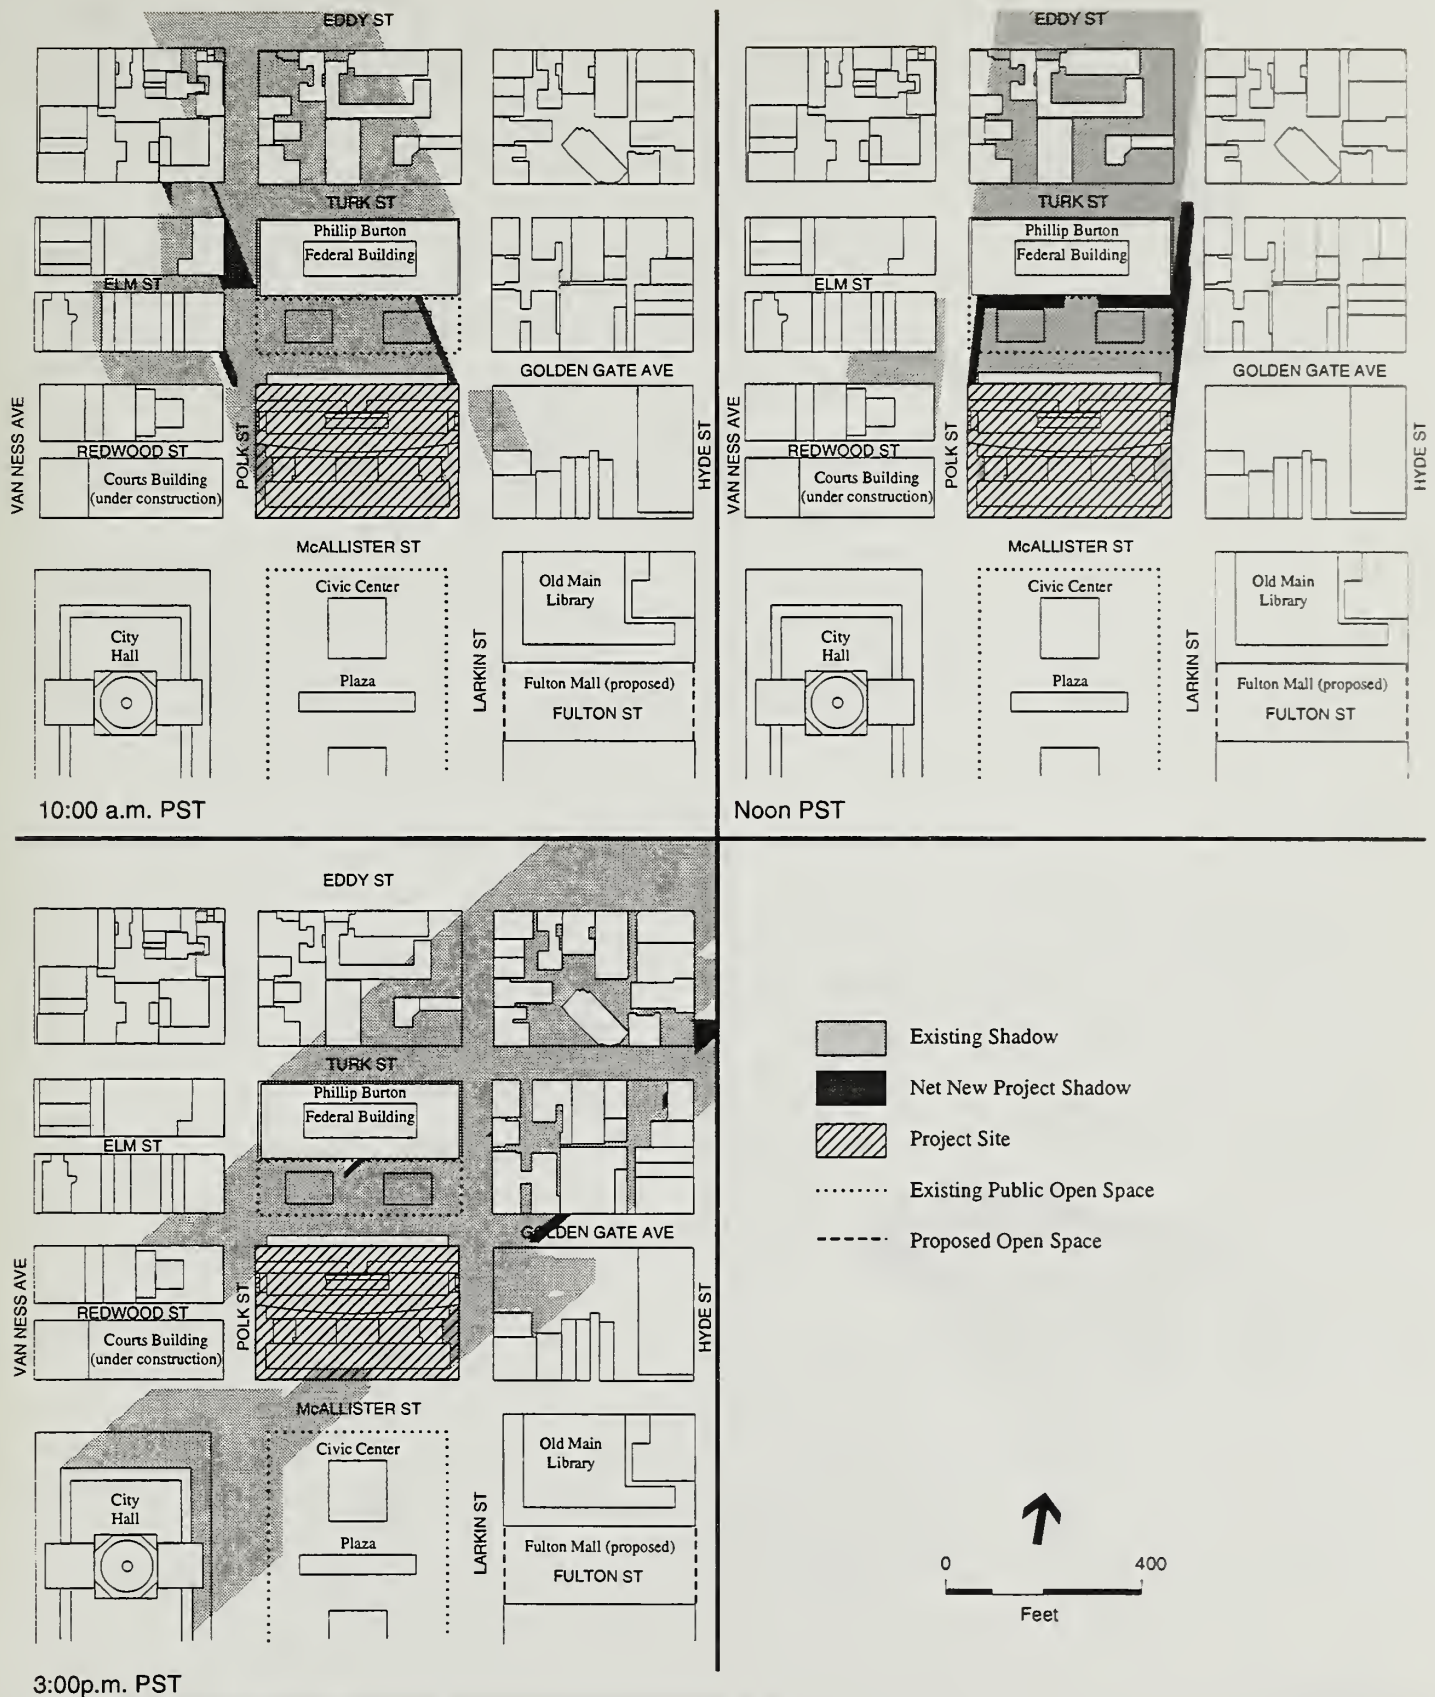 EDDY ST
TURK ST
Phillip Burton
Federal Building
ELM ST
GOLDEN GATE AVE
VAN NESS AVE
POLK ST
HYDE ST
REDWOOD ST
Courts Building
(under construction)
McALLISTER ST
Civic Center
Old Main
Library
City
Hall
LARKIN ST
Plaza
Fulton Mall (proposed)
FULTON ST
10:00 a.m. PST
EDDY ST
TURK ST
Phillip Burton
Federal Building
ELM ST
GOLDEN GATE AVE
VAN NESS AVE
POLK ST
HYDE ST
REDWOOD ST
Courts Building
(under construction)
McALLISTER ST
Civic Center
Old Main
Library
City
Hall
LARKIN ST
Plaza
Fulton Mall (proposed)
FULTON ST
Noon PST
EDDY ST
TURK ST
Phillip Burton
Federal Building
ELM ST
GOLDEN GATE AVE
VAN NESS AVE
POLK ST
HYDE ST
REDWOOD ST
Courts Building
(under construction)
McALLISTER ST
Civic Center
Old Main
Library
City
Hall
LARKIN ST
Plaza
Fulton Mall (proposed)
FULTON ST
3:00p.m. PST
Existing Shadow
Net New Project Shadow
Project Site
Existing Public Open Space
Proposed Open Space
0 400
Feet